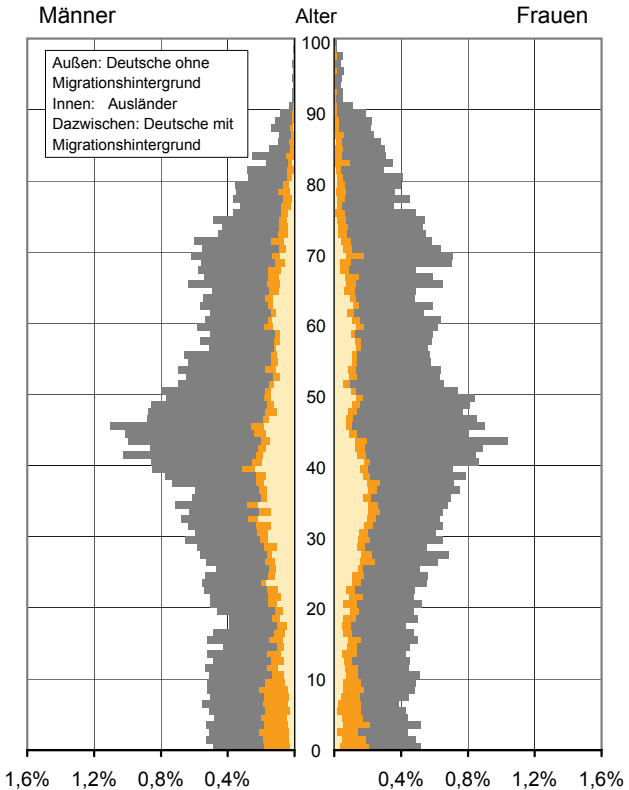 Männer Alter Frauen
100
Außen: Deutsche ohne
Migrationshintergrund
Innen: Ausländer
Dazwischen: Deutsche mit
Migrationshintergrund
90
80
70
60
50
40
30
20
10
0
1,6% 1,2% 0,8% 0,4% 0,4% 0,8% 1,2% 1,6%